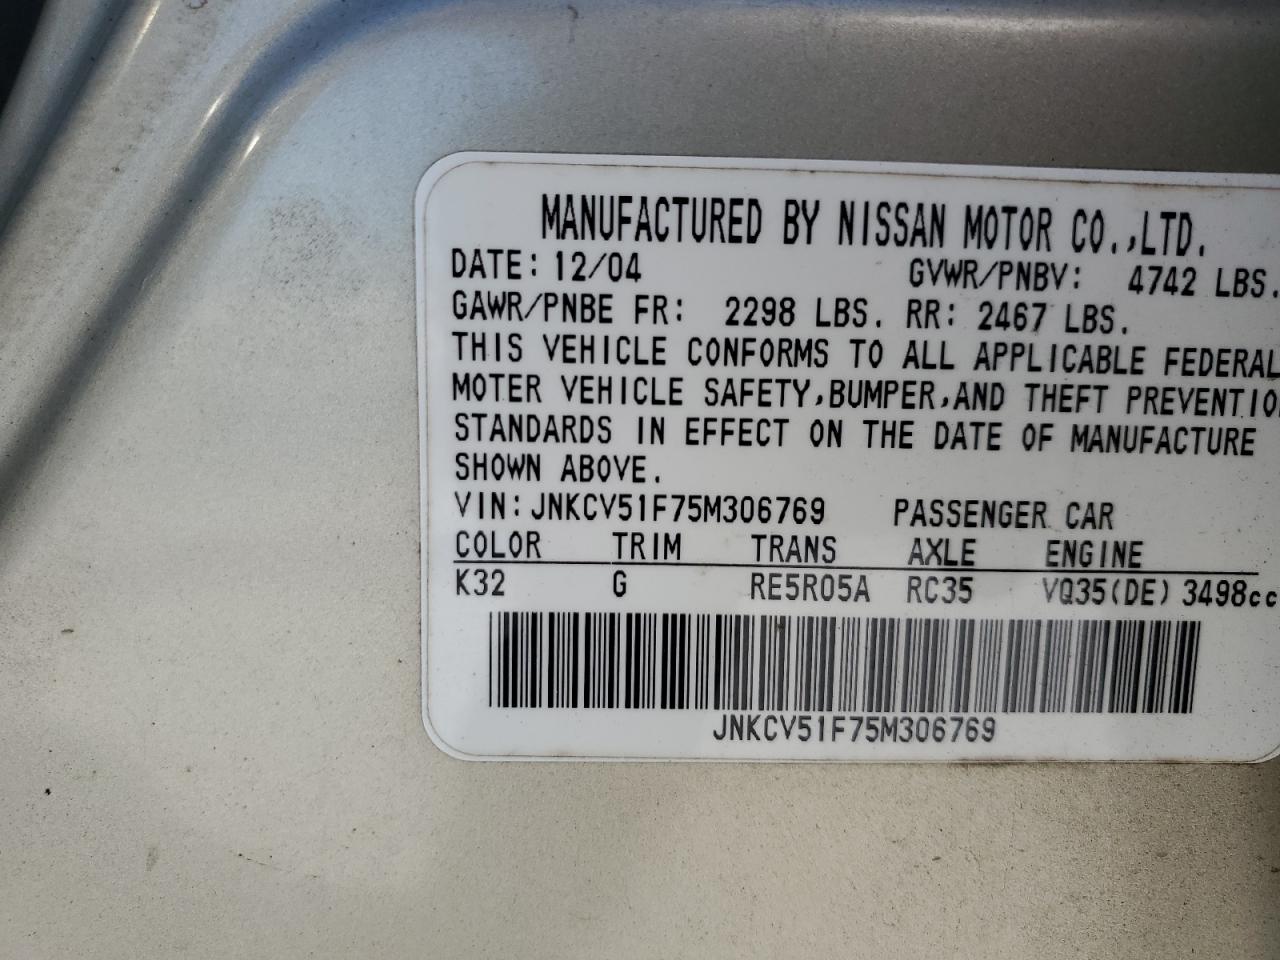 MANUFACTURED BY NISSAN MOTOR CO.,LTD.
DATE: 12/04 GVWR/PNBV: 4742 LBS.
GAWR/PNBE FR: 2298 LBS. RR: 2467 LBS.
THIS VEHICLE CONFORMS TO ALL APPLICABLE FEDERAL
MOTER VEHICLE SAFETY,BUMPER,AND THEFT PREVENTIO
STANDARDS IN EFFECT ON THE DATE OF MANUFACTURE
SHOWN ABOVE.
VIN:JNKCV51F75M306769 PASSENGER CAR
COLOR TRIM TRANS AXLE ENGINE
K32 G RE5R05A RC35 VQ35(DE) 3498cc
JNKCV51F75M306769